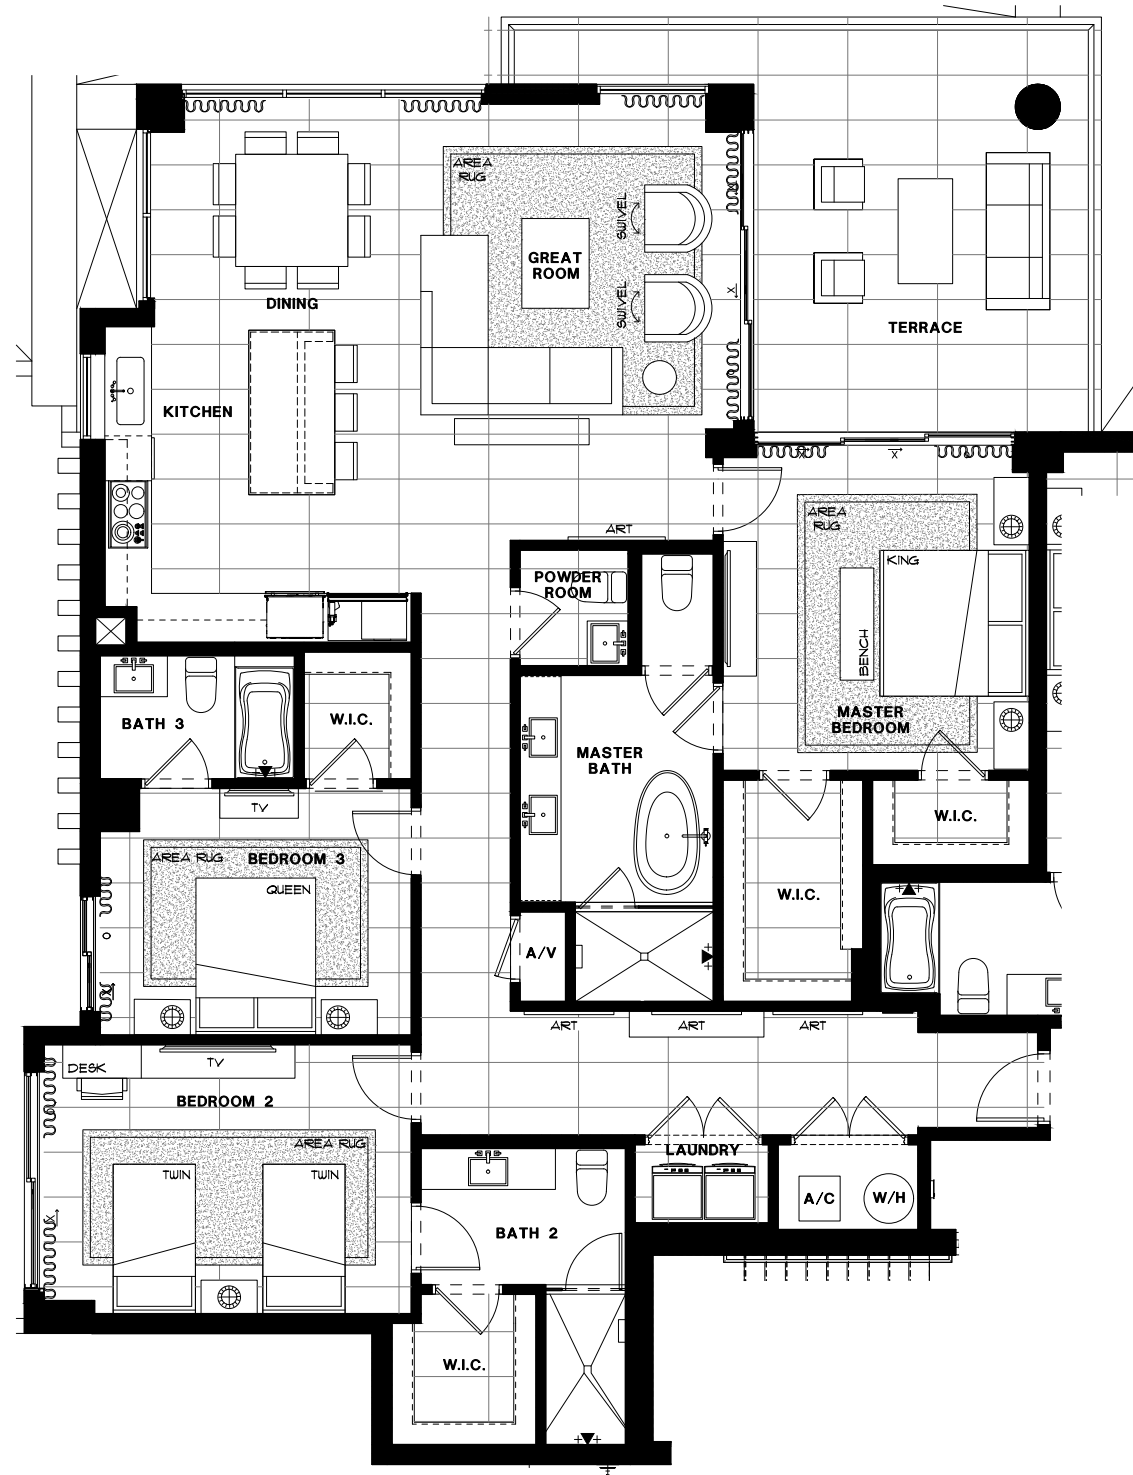 AREA
RUG
SWIVEL
GREAT
ROOM
SWIVEL
DINING
TERRACE
KITCHEN
ART
AREA
RUG
KING
POWDER
ROOM
BENCH
MASTER
BEDROOM
BATH 3
W.I.C.
MASTER
BATH
TV
W.I.C.
AREA RUG
BEDROOM 3
QUEEN
W.I.C.
A/V
ART
ART
ART
DESK
TV
BEDROOM 2
AREA RUG
LAUNDRY
TWIN
TWIN
A/C
W/H
BATH 2
W.I.C.
X
X
X
X
X
X